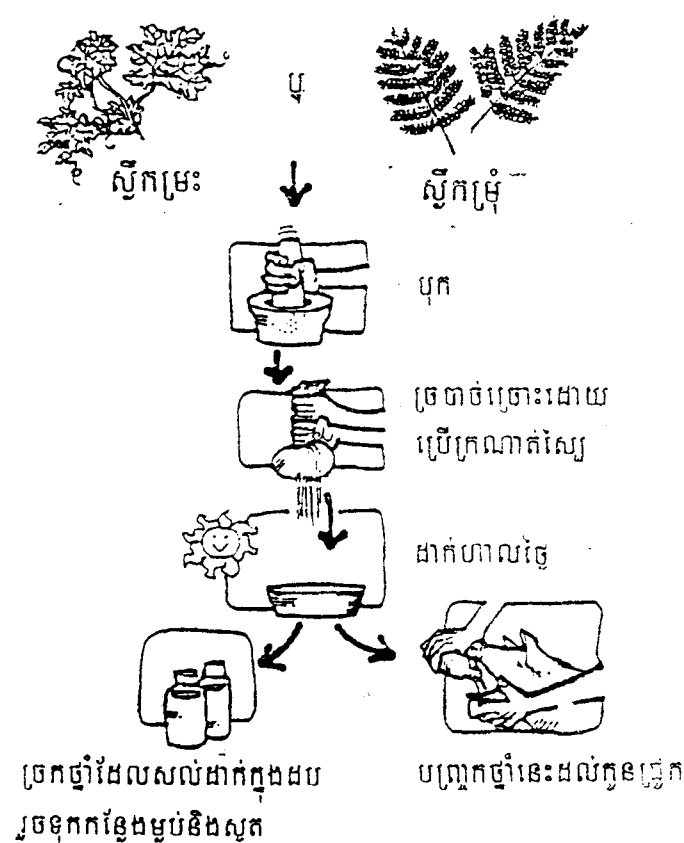 ឬ
ស្លឹកម្រះ
ស្លឹកម្រុំ
បុក
ច្របាច់ច្រោះដោយ
ប្រើក្រណាត់ស្បៃ
ដាក់ហាលថ្ងៃ
ច្រកថ្នាំដែលសល់ដាក់ក្នុងដប
រួចទុកកន្លែងម្លប់និងស្ងួត
បញ្ច្រកថ្នាំនេះដល់កូនជ្រូក